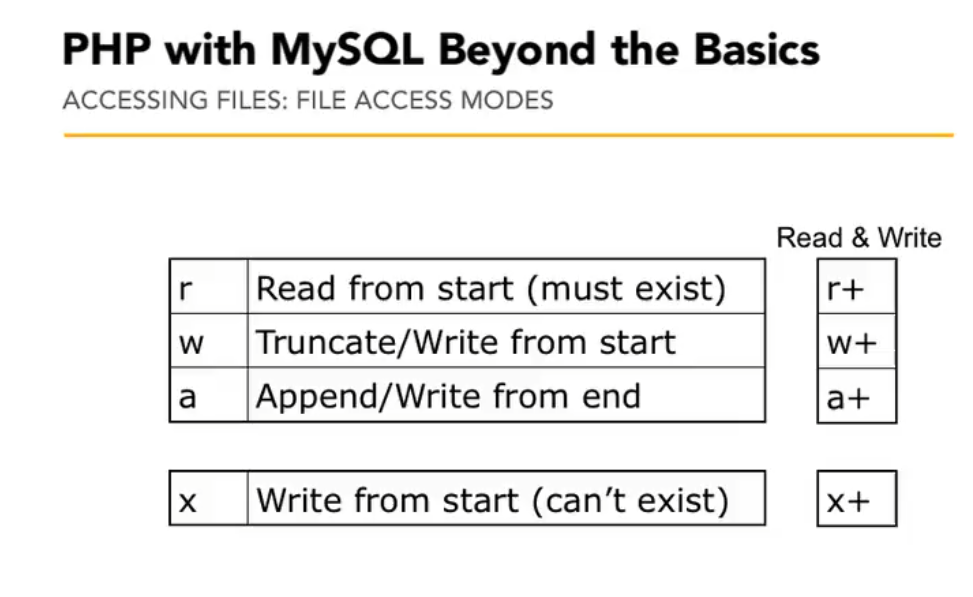 PHP with MySQL Beyond the Basics
ACCESSING FILES: FILE ACCESS MODES
Read & Write
r Read from start (must exist) r+
w Truncate/Write from start w+
a Append/Write from end a+
x Write from start (can't exist) x+